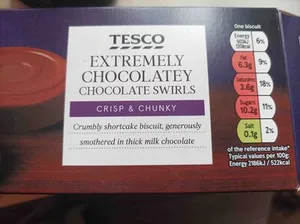 TESCO
EXTREMELY
CHOCOLATEY
CHOCOLATE SWIRLS
CRISP & CHUNKY
Crumbly shortcake biscuit, generously
smothered in thick milk chocolate
One biscuit
Energy
6%
Fat
6.3g
9%
Saturates
3.6g
18%
Sugars
10.2g
11%
Salt
0.1g
2%
of the reference intake*
Typical values per 100g:
Energy 2186kJ / 522kcal